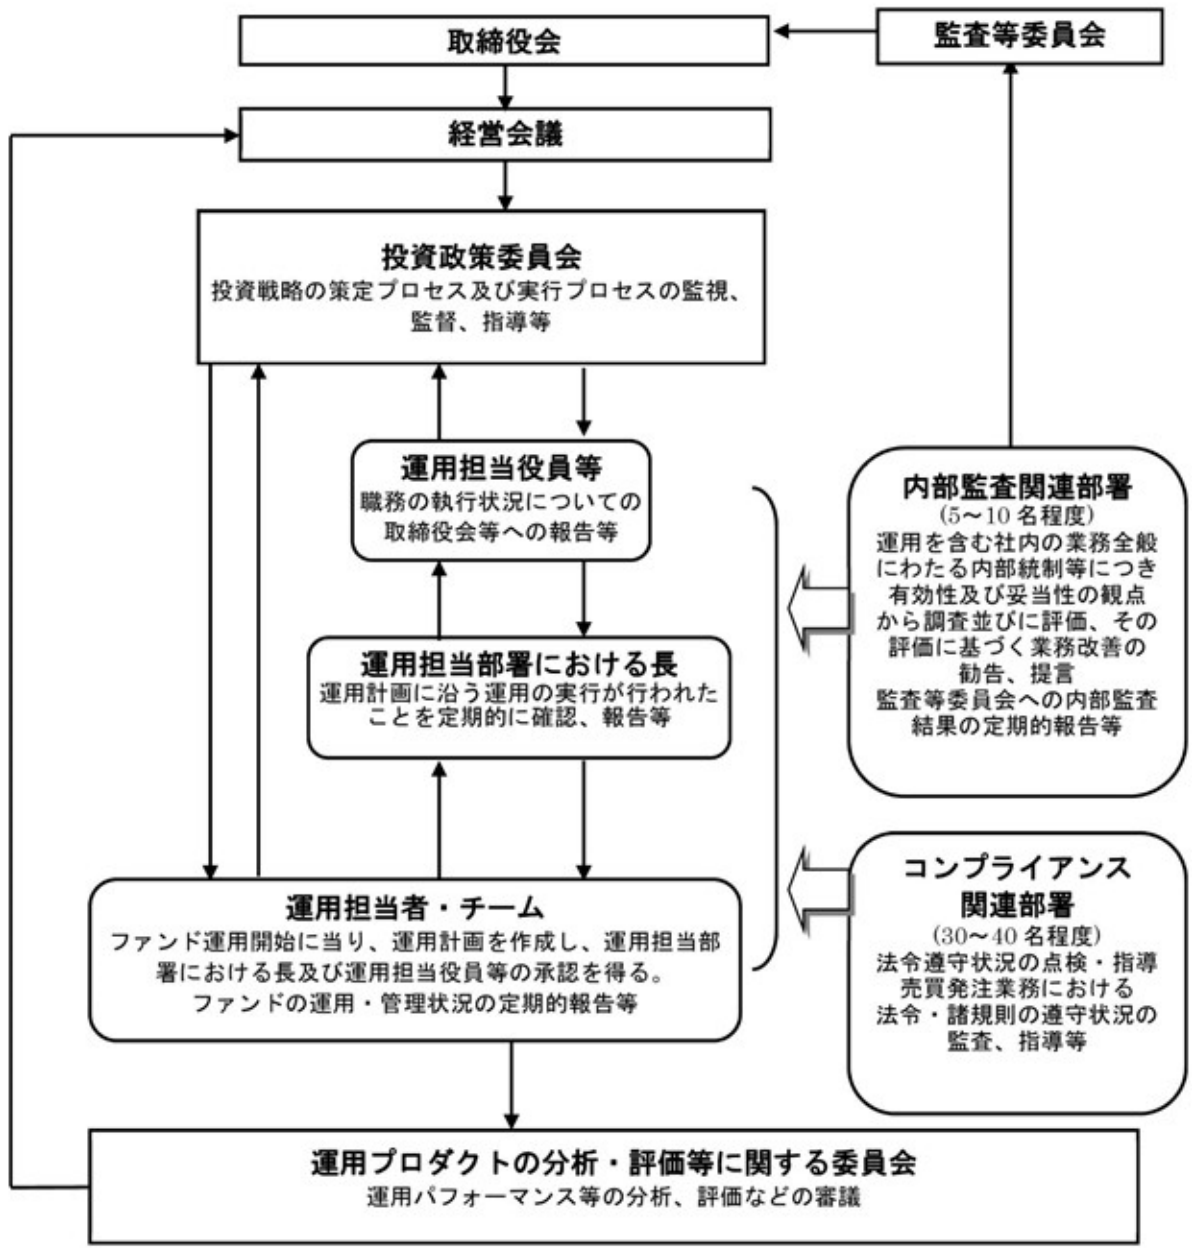 取締役会
監査等委員会
経営会議
投資政策委員会
投資戦略の策定プロセス及び実行プロセスの監視、
監督、指導等
運用担当役員等
職務の執行状況についての
取締役会等への報告等
運用担当部署における長
運用計画に沿う運用の実行が行われた
ことを定期的に確認、報告等
運用担当者・チーム
ファンド運用開始に当り、運用計画を作成し、運用担当部
署における長及び運用担当役員等の承認を得る。
ファンドの運用・管理状況の定期的報告等
内部監査関連部署
(5～10 名程度)
運用を含む社内の業務全般
にわたる内部統制等につき
有効性及び妥当性の観点
から調査並びに評価、その
評価に基づく業務改善の
勧告、提言
監査等委員会への内部監査
結果の定期的報告等
コンプライアンス
関連部署
(30～40 名程度)
法令遵守状況の点検・指導
売買発注業務における
法令・諸規則の遵守状況の
監査、指導等
運用プロダクトの分析・評価等に関する委員会
運用パフォーマンス等の分析、評価などの審議